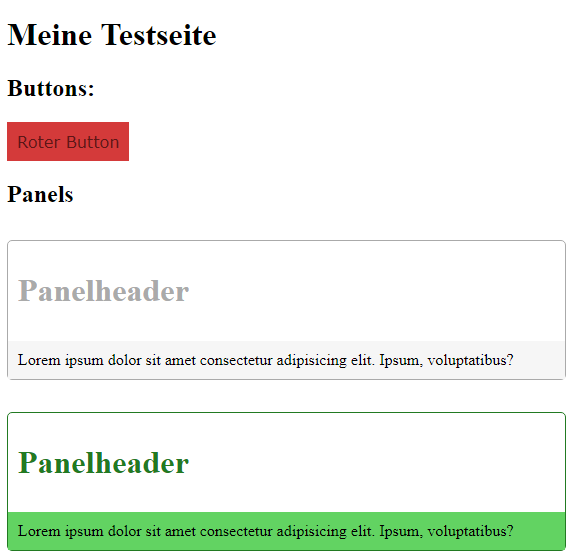 Meine Testseite
Buttons:
Roter Button
Panels
Panelheader
Lorem ipsum dolor sit amet consectetur adipisicing elit. Ipsum, voluptatibus?
Panelheader
Lorem ipsum dolor sit amet consectetur adipisicing elit. Ipsum, voluptatibus?